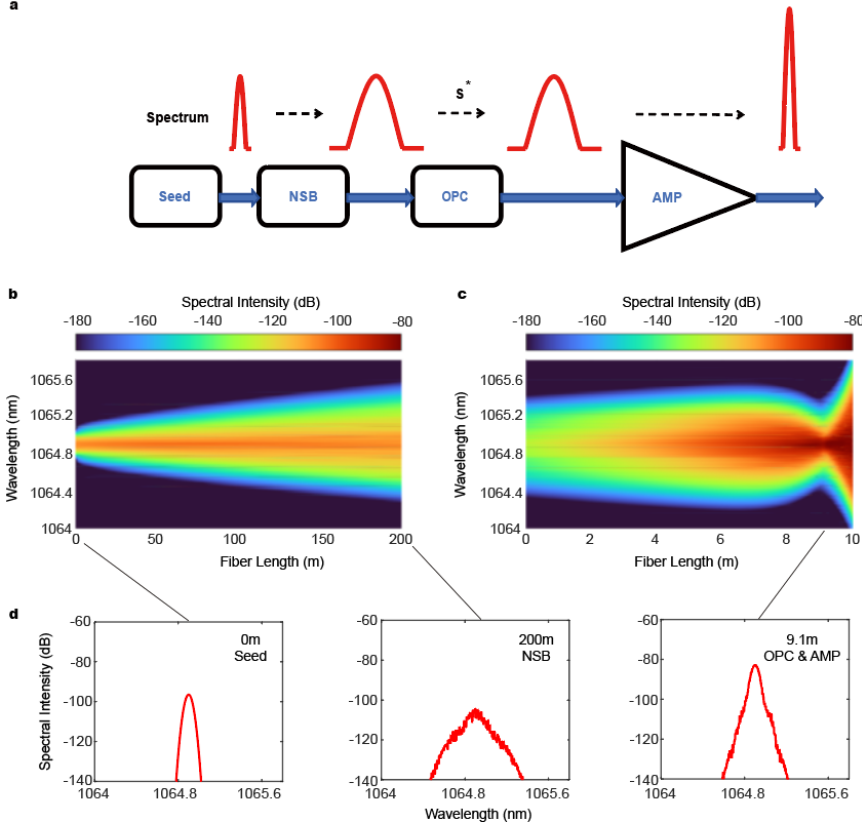 a
S*
Spectrum
Seed
NSB
OPC
AMP
b
Spectral Intensity (dB)
-180 -160 -140 -120 -100 -80
Wavelength (nm)
1065.6
1065.2
1064.8
1064.4
1064
0 50 100 150 200
Fiber Length (m)
c
Spectral Intensity (dB)
-180 -160 -140 -120 -100 -80
Wavelength (nm)
1065.6
1065.2
1064.8
1064.4
1064
0 2 4 6 8 10
Fiber Length (m)
d
Spectral Intensity (dB)
-60
-80
-100
-120
-140
0m
Seed
1064 1064.8 1065.6
-60
-80
-100
-120
-140
200m
NSB
1064 1064.8 1065.6
Wavelength (nm)
-60
-80
-100
-120
-140
9.1m
OPC & AMP
1064 1064.8 1065.6